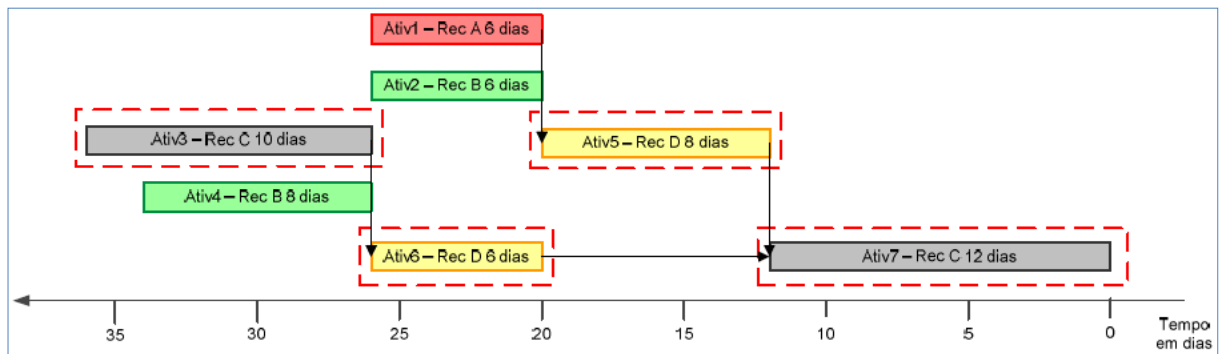 Ativ1 – Rec A 6 dias
Ativ2 – Rec B 6 dias
Ativ3 – Rec C 10 dias
Ativ5 – Rec D 8 dias
Ativ4 – Rec B 8 dias
Ativ6 – Rec D 6 dias
Ativ7 – Rec C 12 dias
35 30 25 20 15 10 5 0
Tempo
em dias